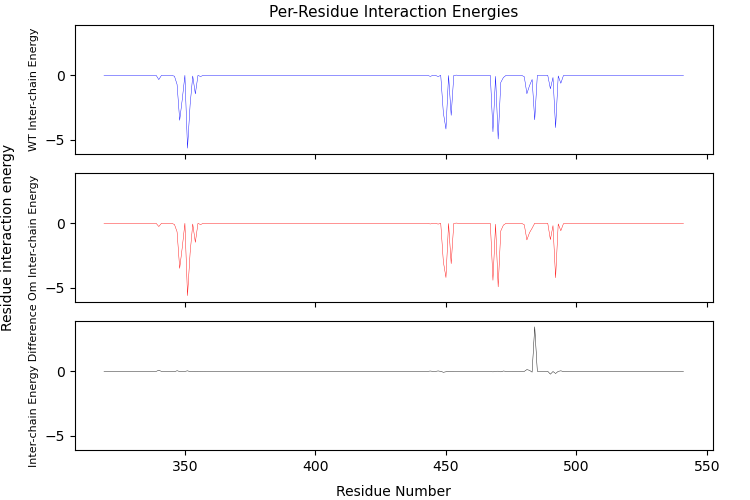 Per-Residue Interaction Energies
Residue interaction energy
WT Inter-chain Energy
0
−5
Om Inter-chain Energy
0
−5
Inter-chain Energy Difference
0
−5
350
400
450
500
550
Residue Number